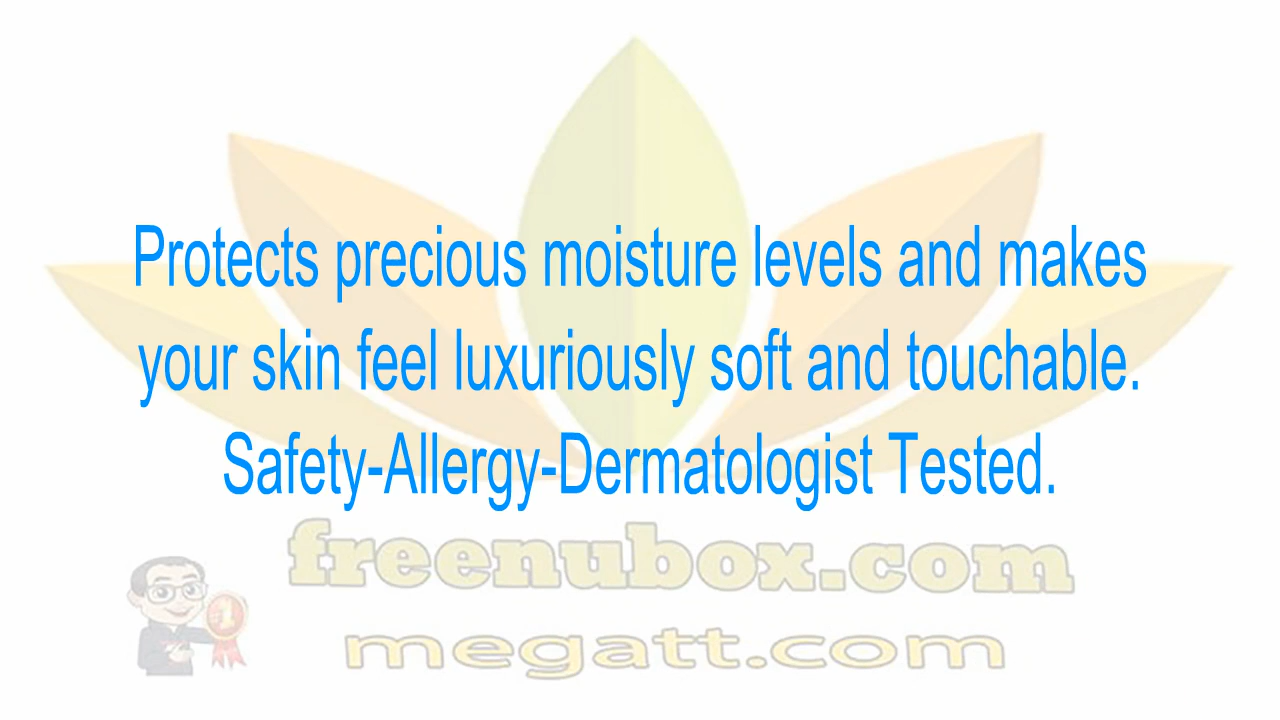 Protects precious moisture levels and makes
your skin feel luxuriously soft and touchable.
Safety-Allergy-Dermatologist Tested.
freenubox.com
1
megatt.com